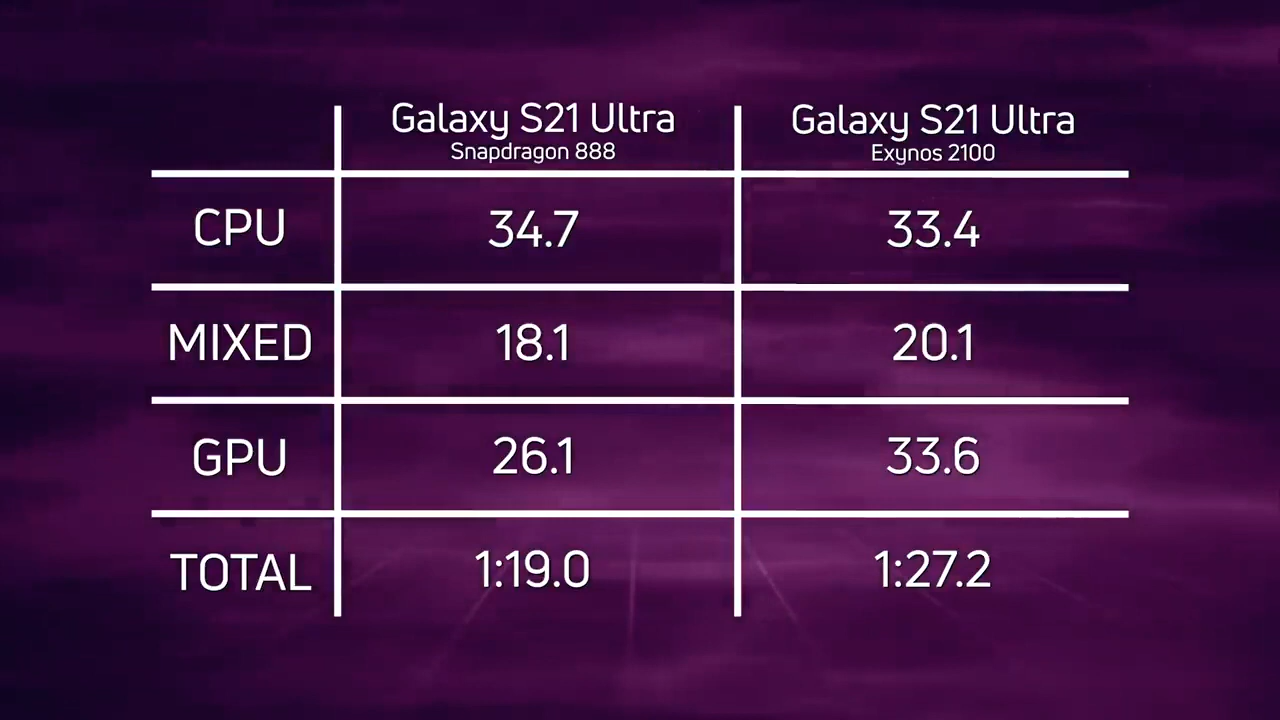 Galaxy S21 Ultra Galaxy S21 Ultra
Snapdragon 888 Exynos 2100
CPU 34.7 33.4
MIXED 18.1 20.1
GPU 26.1 33.6
TOTAL 1:19.0 1:27.2